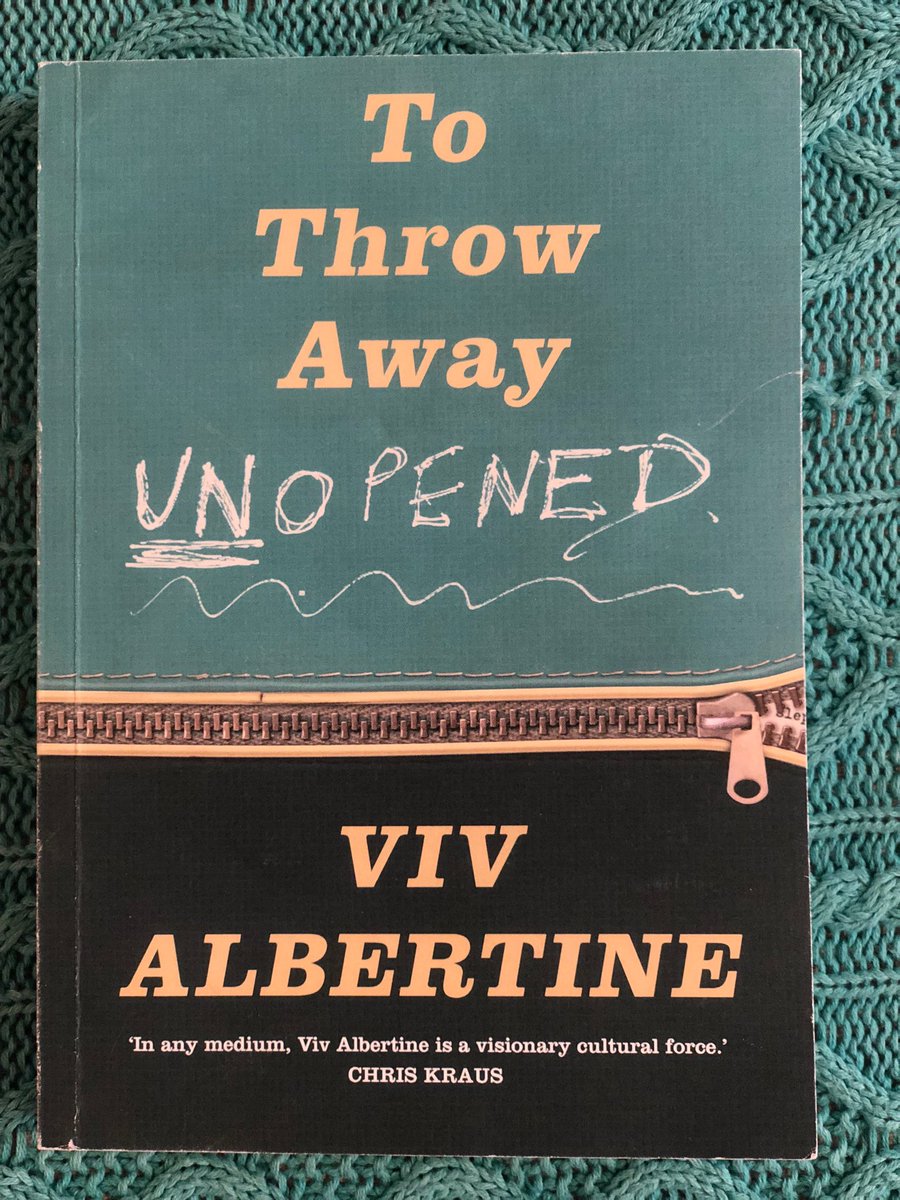 To
Throw
Away
UNOPENED.
VIV
ALBERTINE
‘In any medium, Viv Albertine is a visionary cultural force.’
CHRIS KRAUS